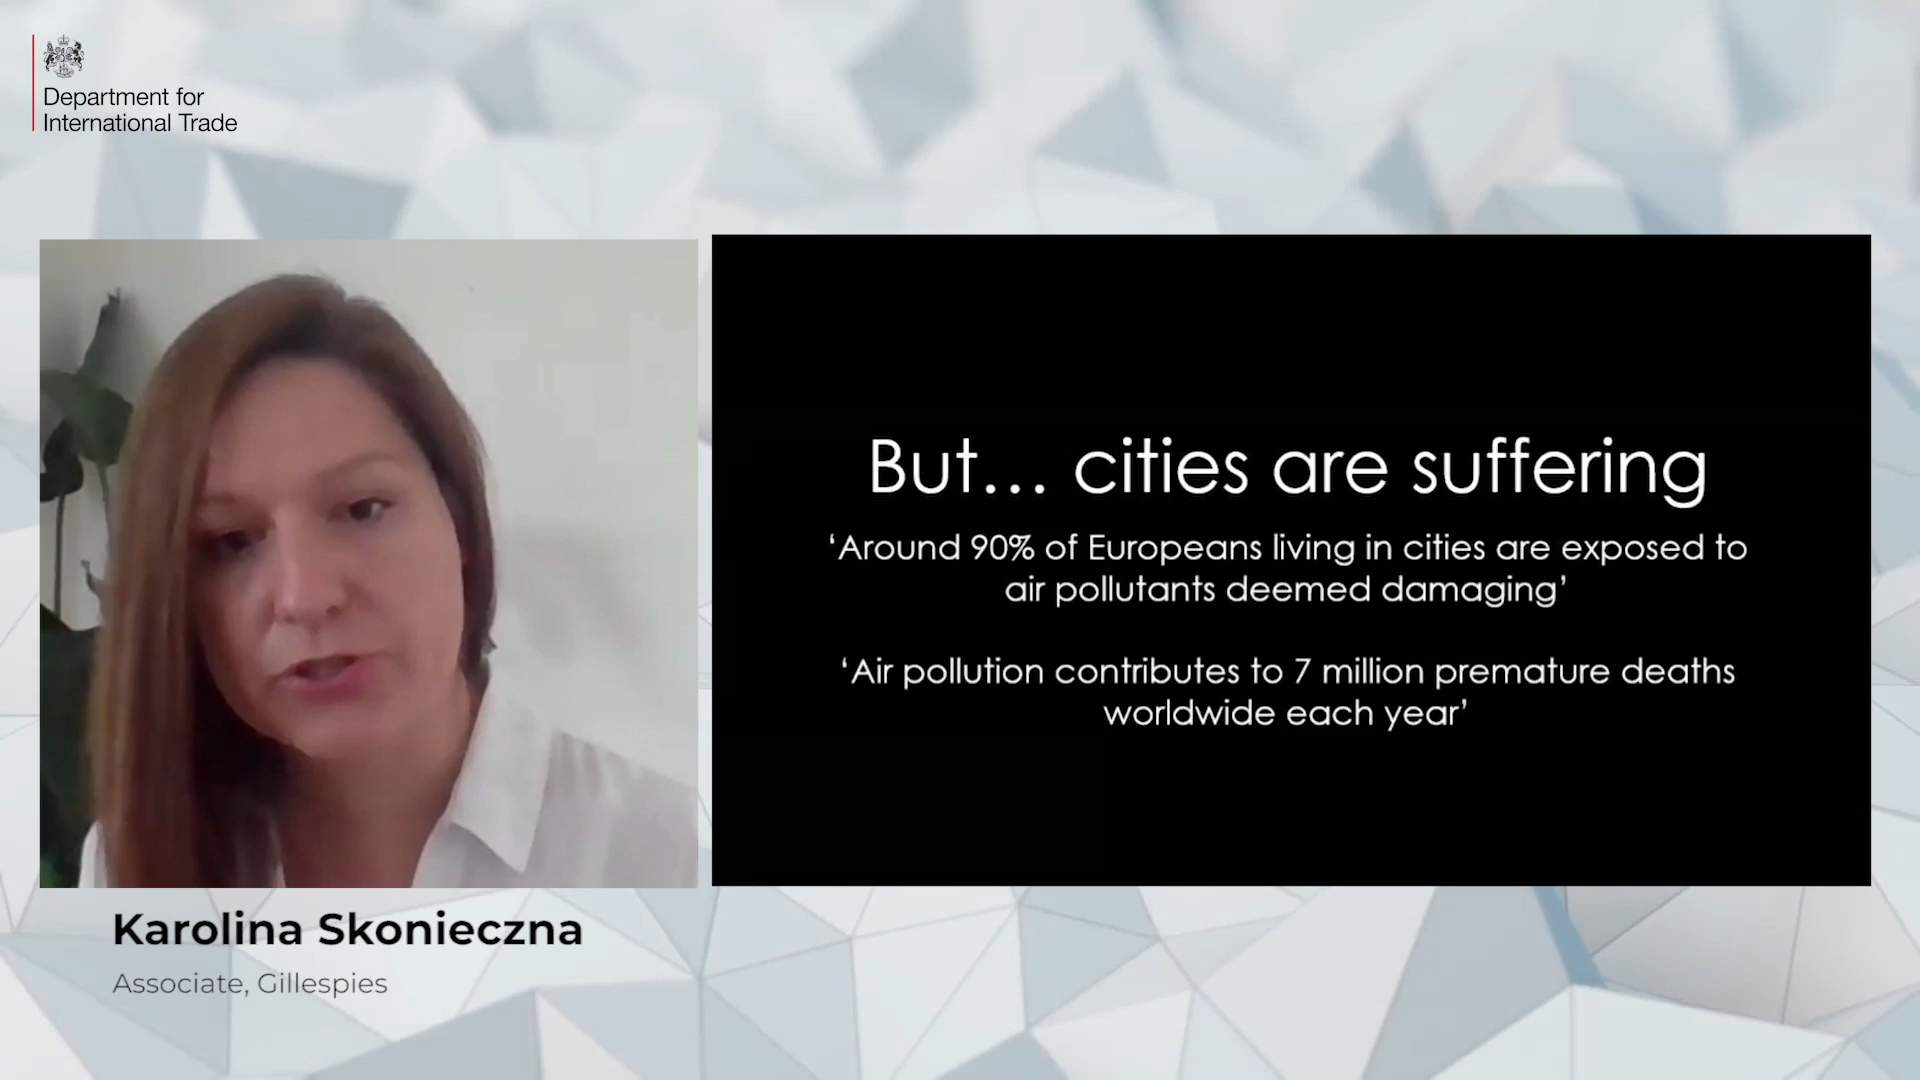 Department for
International Trade
But... cities are suffering
‘Around 90% of Europeans living in cities are exposed to
air pollutants deemed damaging’
‘Air pollution contributes to 7 million premature deaths
worldwide each year’
Karolina Skonieczna
Associate, Gillespies